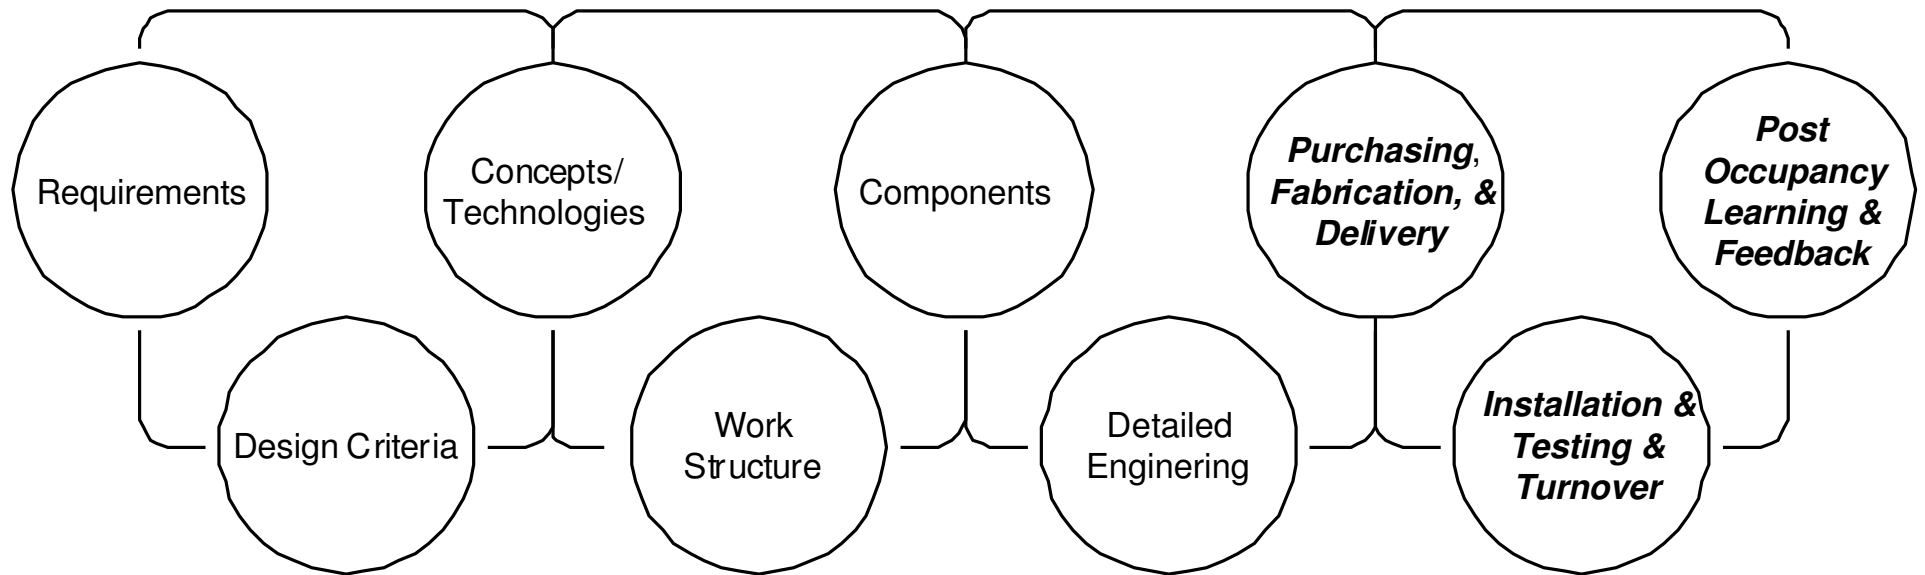 Requirements
Concepts/
Technologies
Components
Purchasing,
Fabrication, &
Delivery
Post
Occupancy
Learning &
Feedback
Design Criteria
Work
Structure
Detailed
Enginering
Installation &
Testing &
Turnover